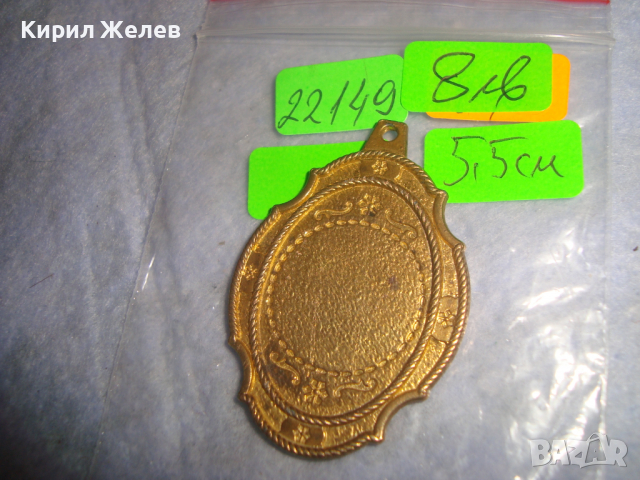 Кирил Желев
22149
8лв
5,5см
BAZAR